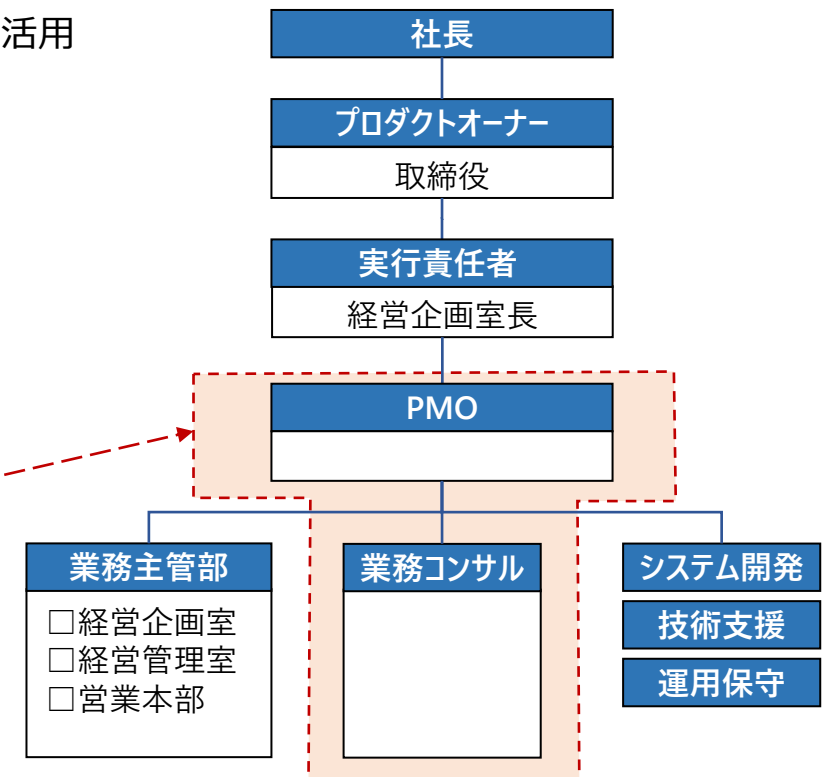 活用
社長
プロダクトオーナー
取締役
実行責任者
経営企画室長
PMO
業務主管部
□経営企画室
□経営管理室
□営業本部
業務コンサル
システム開発
技術支援
運用保守